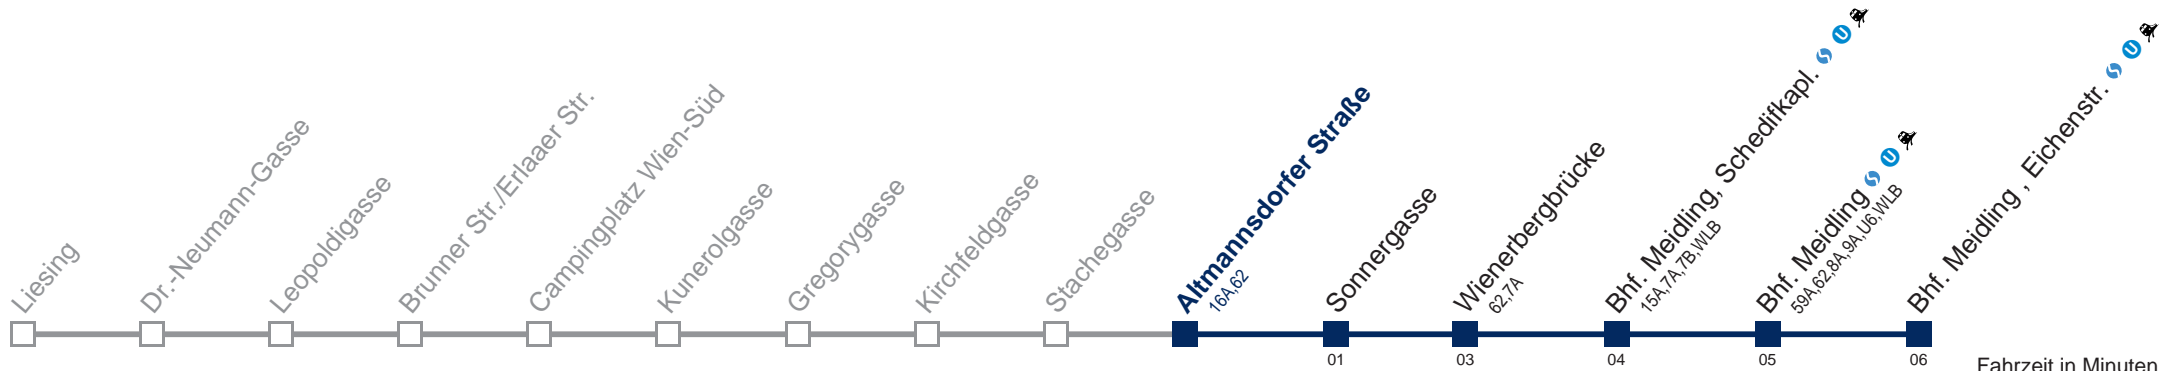 Liesing
Dr.-Neumann-Gasse
Leopoldigasse
Brunner Str./Erlaaer Str.
Campingplatz Wien-Süd
Kunerolgasse
Gregorygasse
Kirchfeldgasse
Stachegasse
Altmannsdorfer Straße
16A,62
Sonnergasse
Wienerbergbrücke
62,7A
Bhf. Meidling, Schedifkapl. S U
15A,7A,7B,WLB
Bhf. Meidling S U
59A,62,8A,9A,U6,WLB
Bhf. Meidling , Eichenstr. S U
01
03
04
05
06
Fahrzeit in Minuten